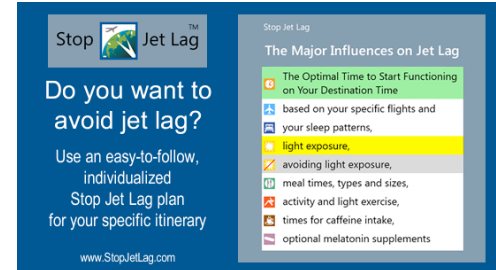 Stop Jet Lag TM
Do you want to
avoid jet lag?
Use an easy-to-follow,
individualized
Stop Jet Lag plan
for your specific itinerary
www.StopJetLag.com
Stop Jet Lag
The Major Influences on Jet Lag
The Optimal Time to Start Functioning
on Your Destination Time
based on your specific flights and
your sleep patterns,
light exposure,
avoiding light exposure,
meal times, types and sizes,
activity and light exercise,
times for caffeine intake,
optional melatonin supplements